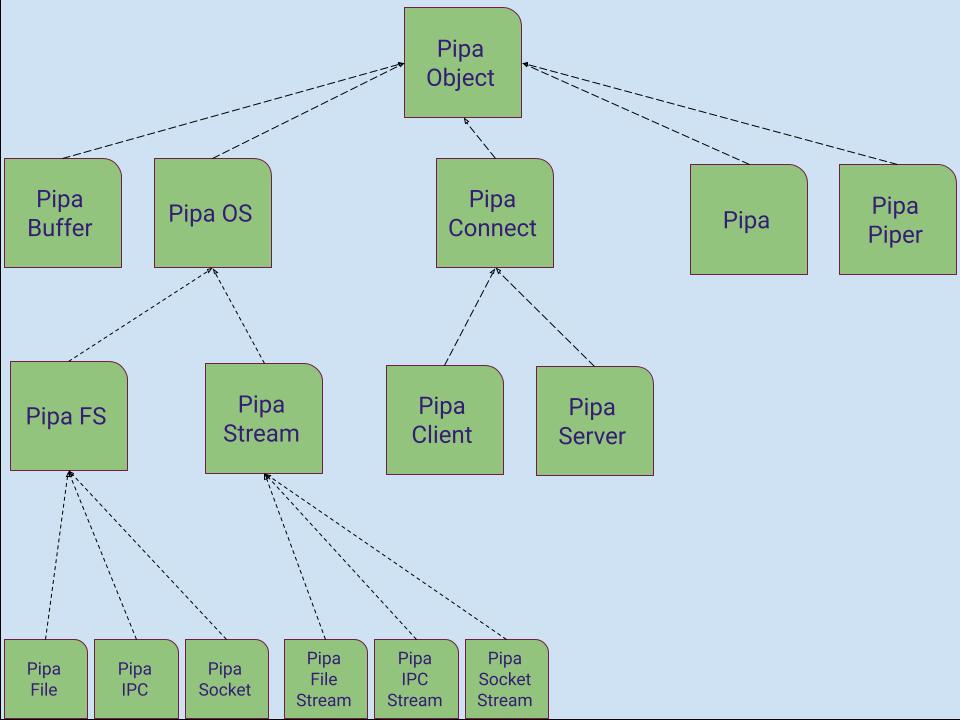 Pipa
Object
Pipa
Buffer
Pipa OS
Pipa
Connect
Pipa
Pipa
Piper
Pipa FS
Pipa
Stream
Pipa
Client
Pipa
Server
Pipa
File
Pipa
IPC
Pipa
Socket
Pipa
File
Stream
Pipa
IPC
Stream
Pipa
Socket
Stream